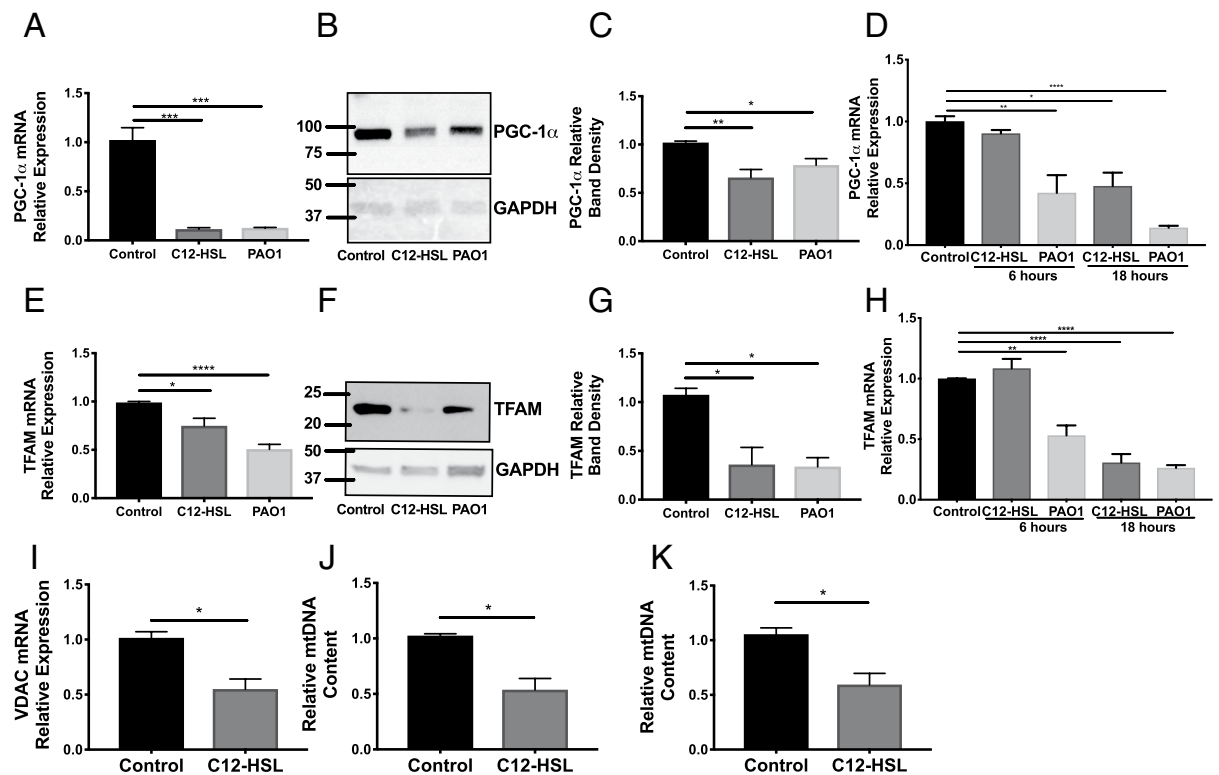 A
PGC-1α mRNA
Relative Expression
1.5
1.0
0.5
0.0
***
***
Control C12-HSL PAO1
B
100
75
50
37
PGC-1α
GAPDH
Control C12-HSL PAO1
C
PGC-1α Relative
Band Density
1.5
1.0
0.5
0.0
*
**
Control C12-HSL PAO1
D
PGC-1α mRNA
Relative Expression
1.5
1.0
0.5
0.0
****
*
**
Control C12-HSL PAO1 C12-HSL PAO1
6 hours 18 hours
E
TFAM mRNA
Relative Expression
1.5
1.0
0.5
0.0
****
*
Control C12-HSL PAO1
F
25
20
50
37
TFAM
GAPDH
Control C12-HSL PAO1
G
TFAM Relative
Band Density
1.5
1.0
0.5
0.0
*
*
Control C12-HSL PAO1
H
TFAM mRNA
Relative Expression
1.5
1.0
0.5
0.0
****
****
**
Control C12-HSL PAO1 C12-HSL PAO1
6 hours 18 hours
I
VDAC mRNA
Relative Expression
1.5
1.0
0.5
0.0
*
Control C12-HSL
J
Relative mtDNA
Content
1.5
1.0
0.5
0.0
*
Control C12-HSL
K
Relative mtDNA
Content
1.5
1.0
0.5
0.0
*
Control C12-HSL